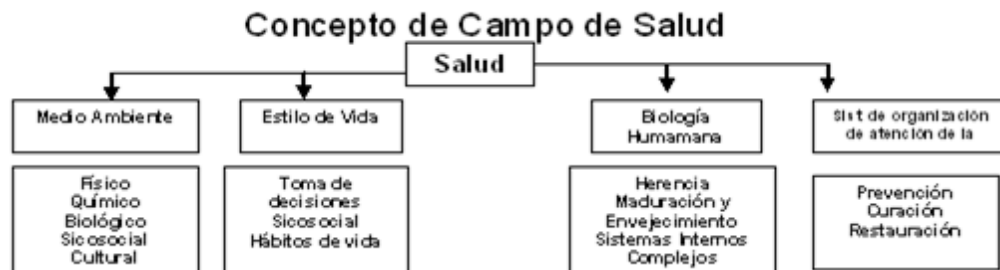 Concepto de Campo de Salud
Salud
Medio Ambiente
Estilo de Vida
Biología
Humamana
Sist de organización
de atención de la
Físico
Químico
Biológico
Sicosocial
Cultural
Toma de
decisiones
Sicosocial
Hábitos de vida
Herencia
Maduración y
Envejecimiento
Sistemas Internos
Complejos
Prevención
Curación
Restauración